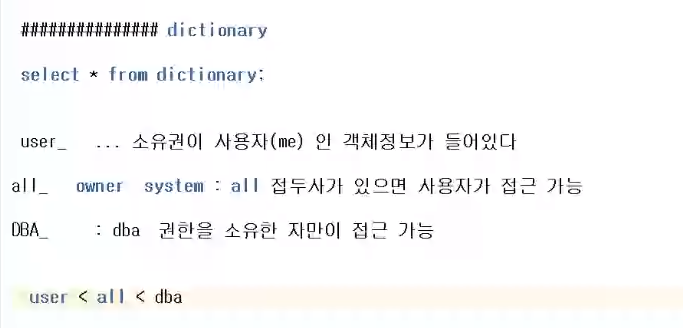 ############### dictionary
select * from dictionary;
user_ ... 소유권이 사용자(me) 인 객체정보가 들어있다
all_ owner system : all 접두사가 있으면 사용자가 접근 가능
DBA_ : dba 권한을 소유한 자만이 접근 가능
user < all < dba